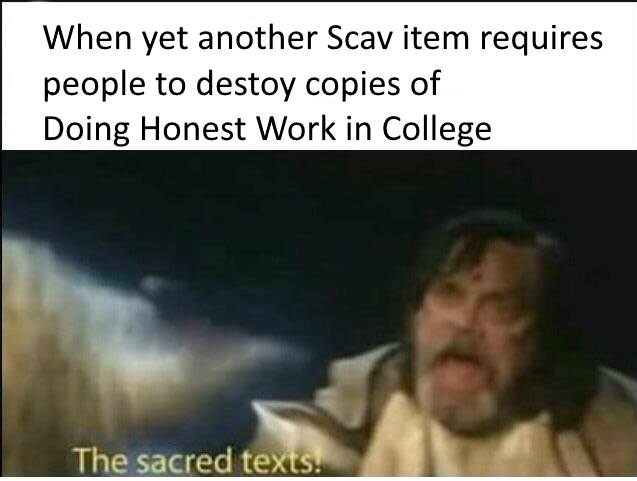 When yet another Scav item requires
people to destoy copies of
Doing Honest Work in College
The sacred texts!